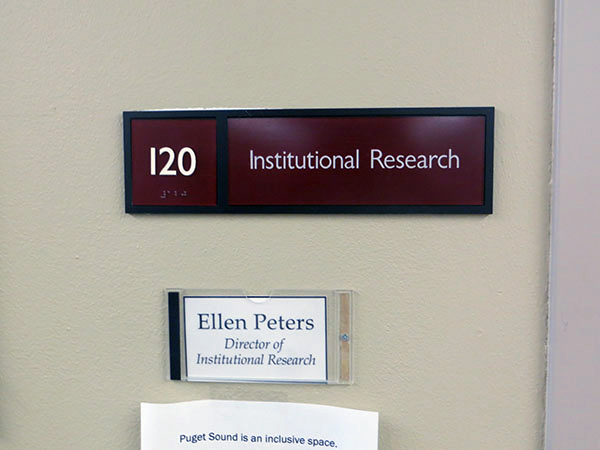 120
Institutional Research
Ellen Peters
Director of
Institutional Research
Puget Sound is an inclusive space.